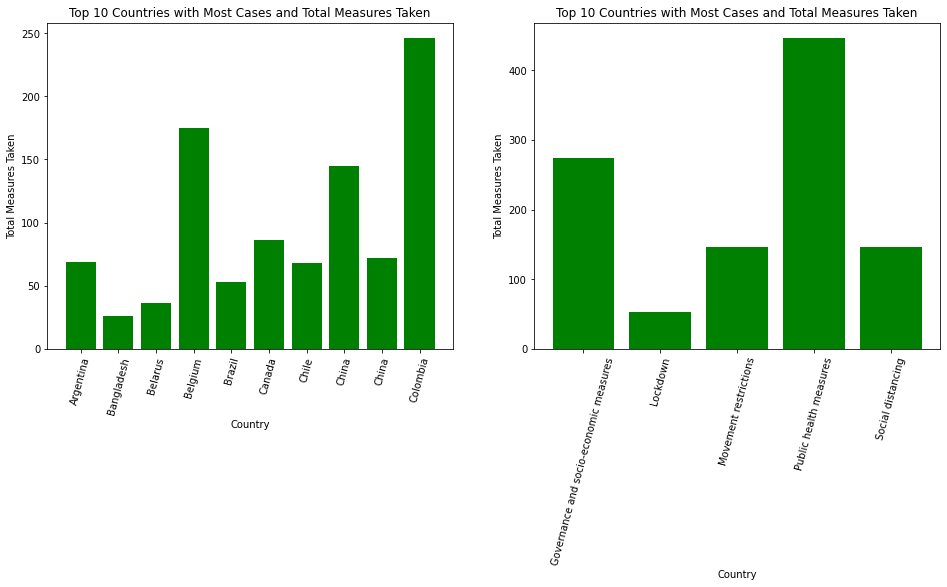 Top 10 Countries with Most Cases and Total Measures Taken
Total Measures Taken
250
200
150
100
50
0
Argentina
Bangladesh
Belarus
Belgium
Brazil
Canada
Chile
China
China
Colombia
Country
Top 10 Countries with Most Cases and Total Measures Taken
Total Measures Taken
400
300
200
100
0
Governance and socio-economic measures
Lockdown
Movement restrictions
Public health measures
Social distancing
Country